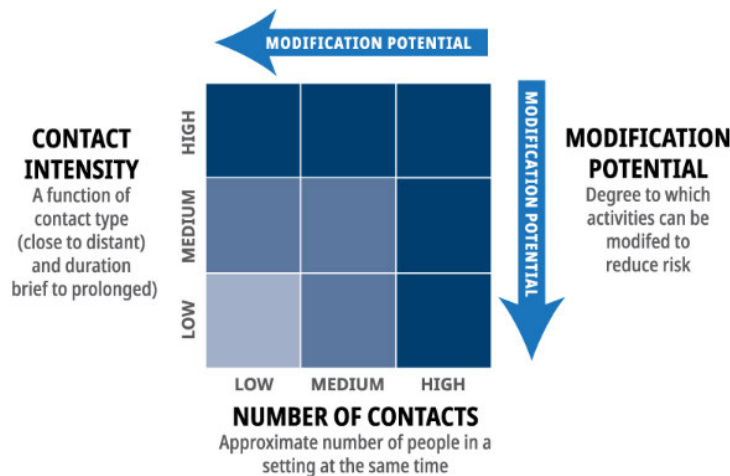 MODIFICATION POTENTIAL
CONTACT
INTENSITY
A function of
contact type
(close to distant)
and duration
brief to prolonged)
HIGH
MEDIUM
LOW
MODIFICATION POTENTIAL
MODIFICATION
POTENTIAL
Degree to which
activities can be
modifed to
reduce risk
LOW MEDIUM HIGH
NUMBER OF CONTACTS
Approximate number of people in a
setting at the same time